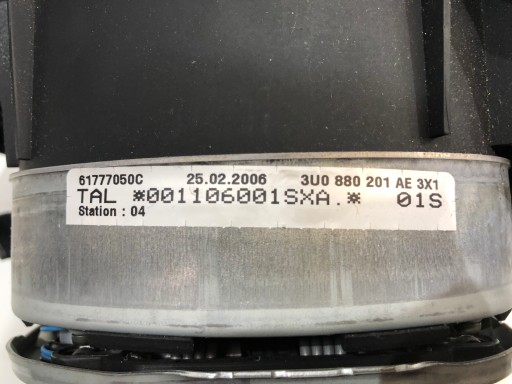 61777050C 25.02.2006 3U0 880 201 AE 3X1
TAL *001106001SXA.* 01S
Station : 04